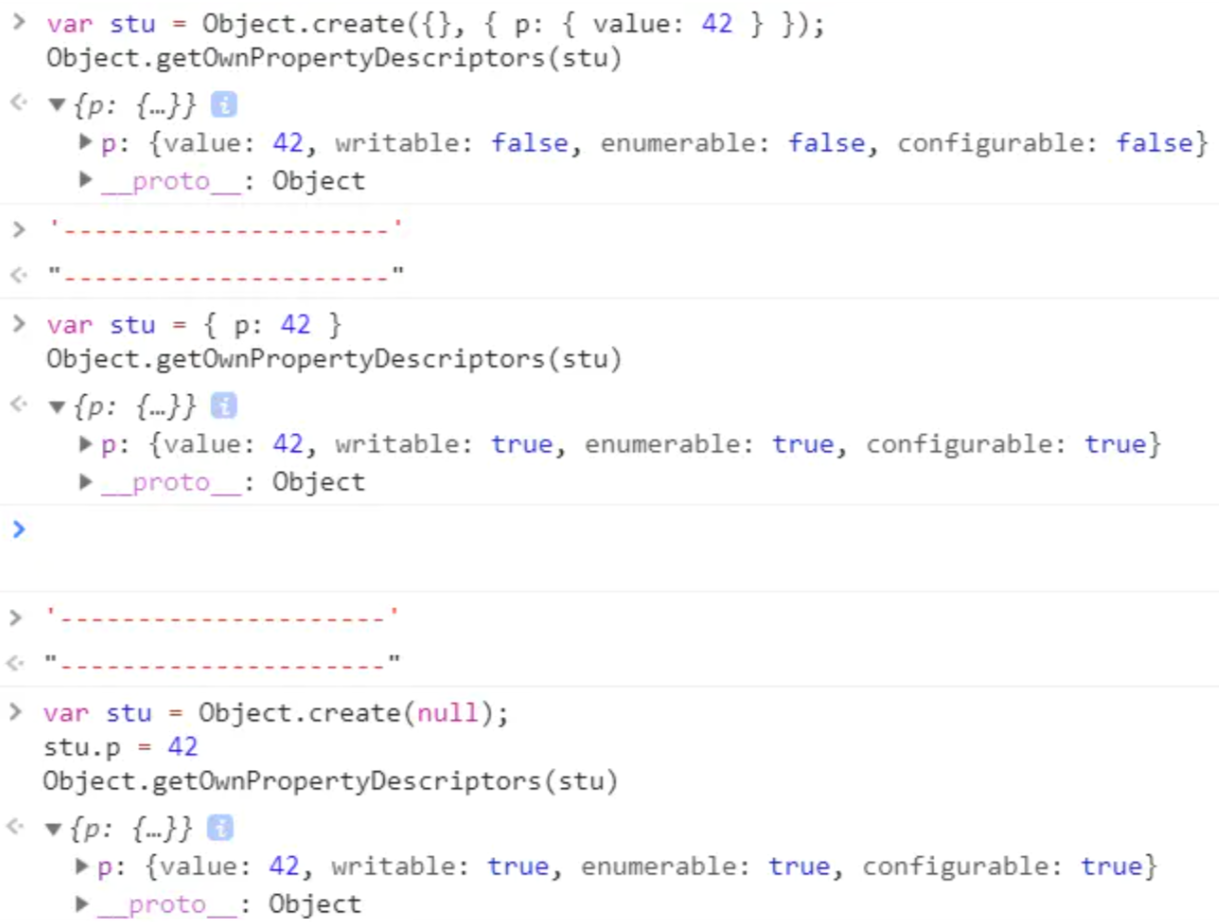 > var stu = Object.create({}, { p: { value: 42 } });
Object.getOwnPropertyDescriptors(stu)
<· ▼{p: {…}} i
▶p: {value: 42, writable: false, enumerable: false, configurable: false}
▶__proto__: Object
> '---------------------'
<· "---------------------"
> var stu = { p: 42 }
Object.getOwnPropertyDescriptors(stu)
<· ▼{p: {…}} i
▶p: {value: 42, writable: true, enumerable: true, configurable: true}
▶__proto__: Object
>
> '---------------------'
<· "---------------------"
> var stu = Object.create(null);
stu.p = 42
Object.getOwnPropertyDescriptors(stu)
<· ▼{p: {…}} i
▶p: {value: 42, writable: true, enumerable: true, configurable: true}
▶__proto__: Object